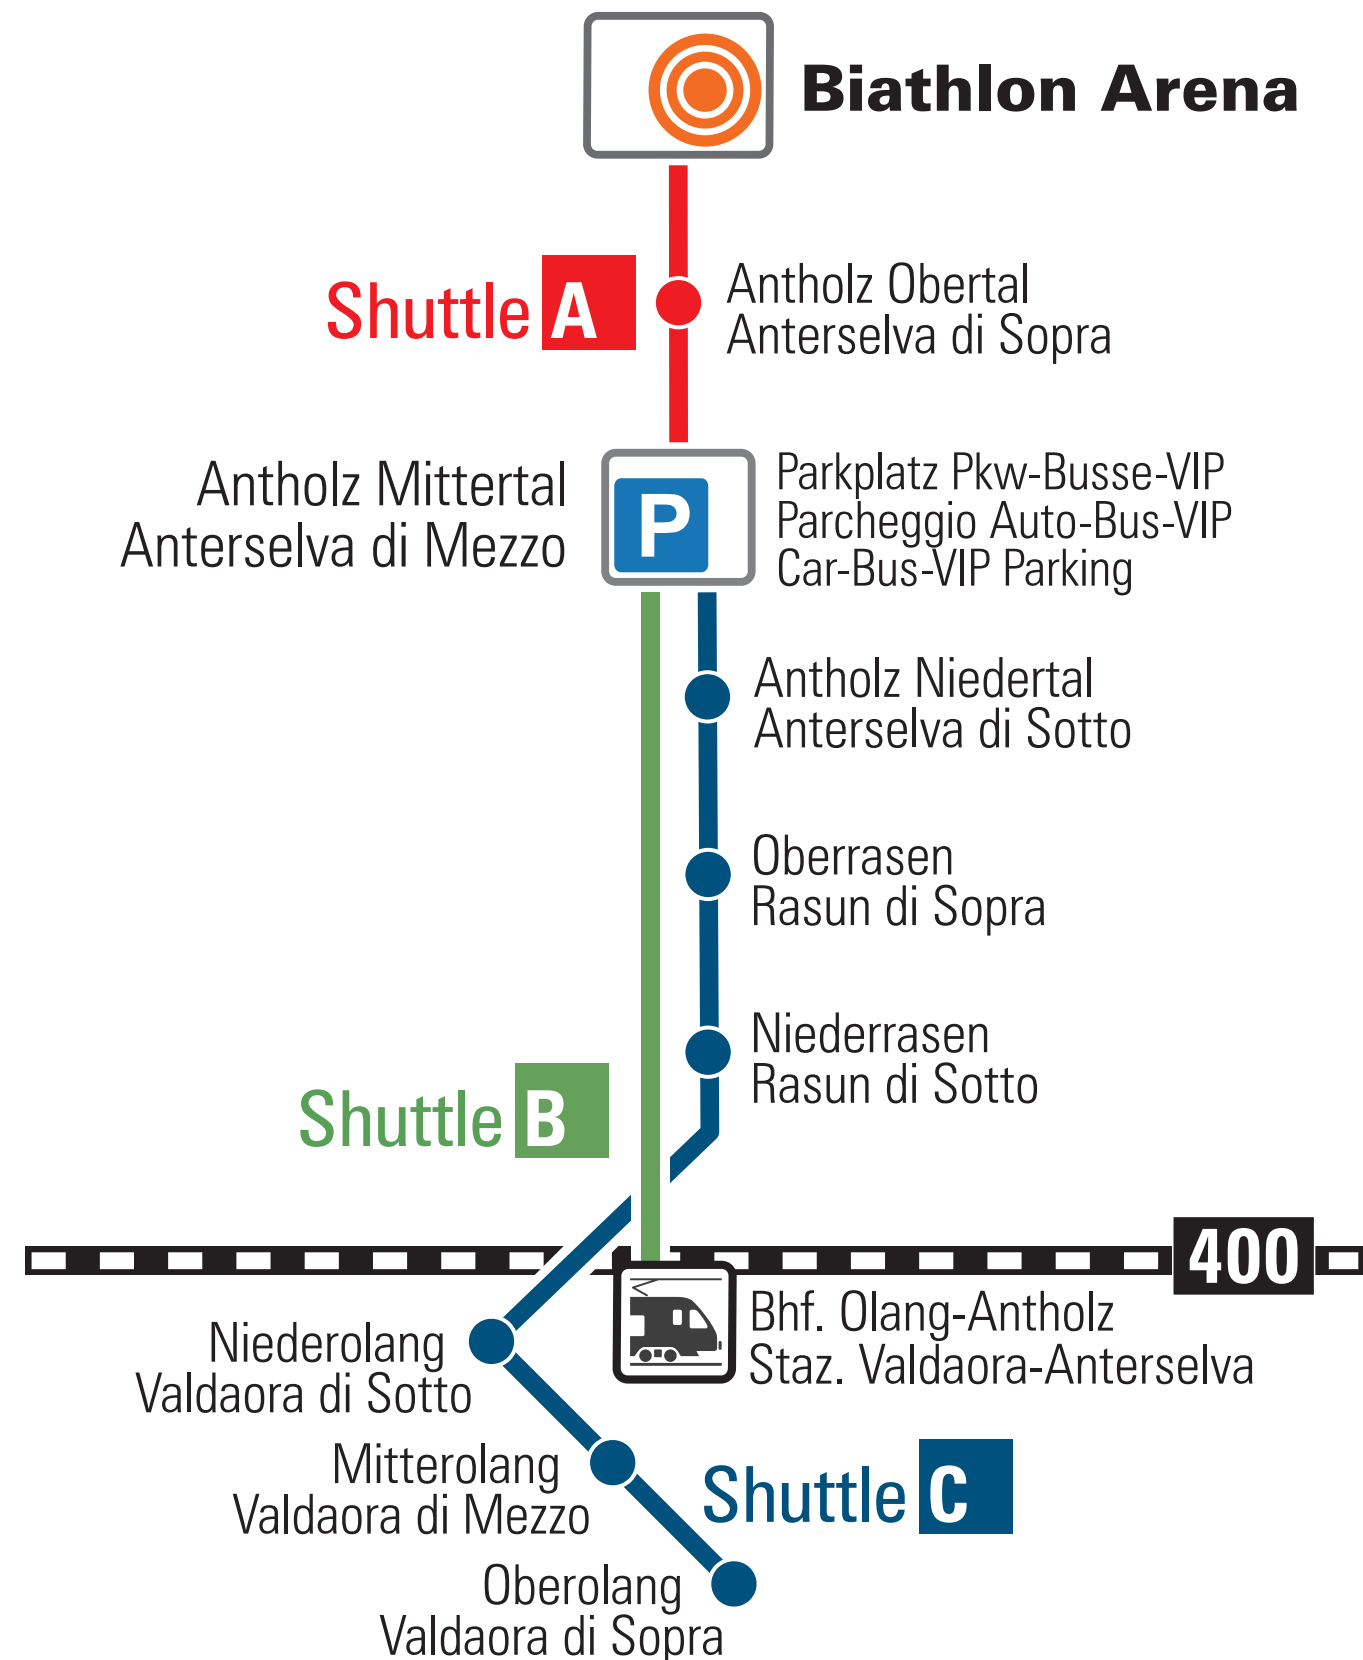 Biathlon Arena
Shuttle A
Antholz Obertal
Anterselva di Sopra
Antholz Mittertal
Anterselva di Mezzo
P
Parkplatz Pkw-Busse-VIP
Parcheggio Auto-Bus-VIP
Car-Bus-VIP Parking
Antholz Niedertal
Anterselva di Sotto
Oberrasen
Rasun di Sopra
Niederrasen
Rasun di Sotto
Shuttle B
400
Bhf. Olang-Antholz
Staz. Valdaora-Anterselva
Niederolang
Valdaora di Sotto
Mitterolang
Valdaora di Mezzo
Shuttle C
Oberolang
Valdaora di Sopra